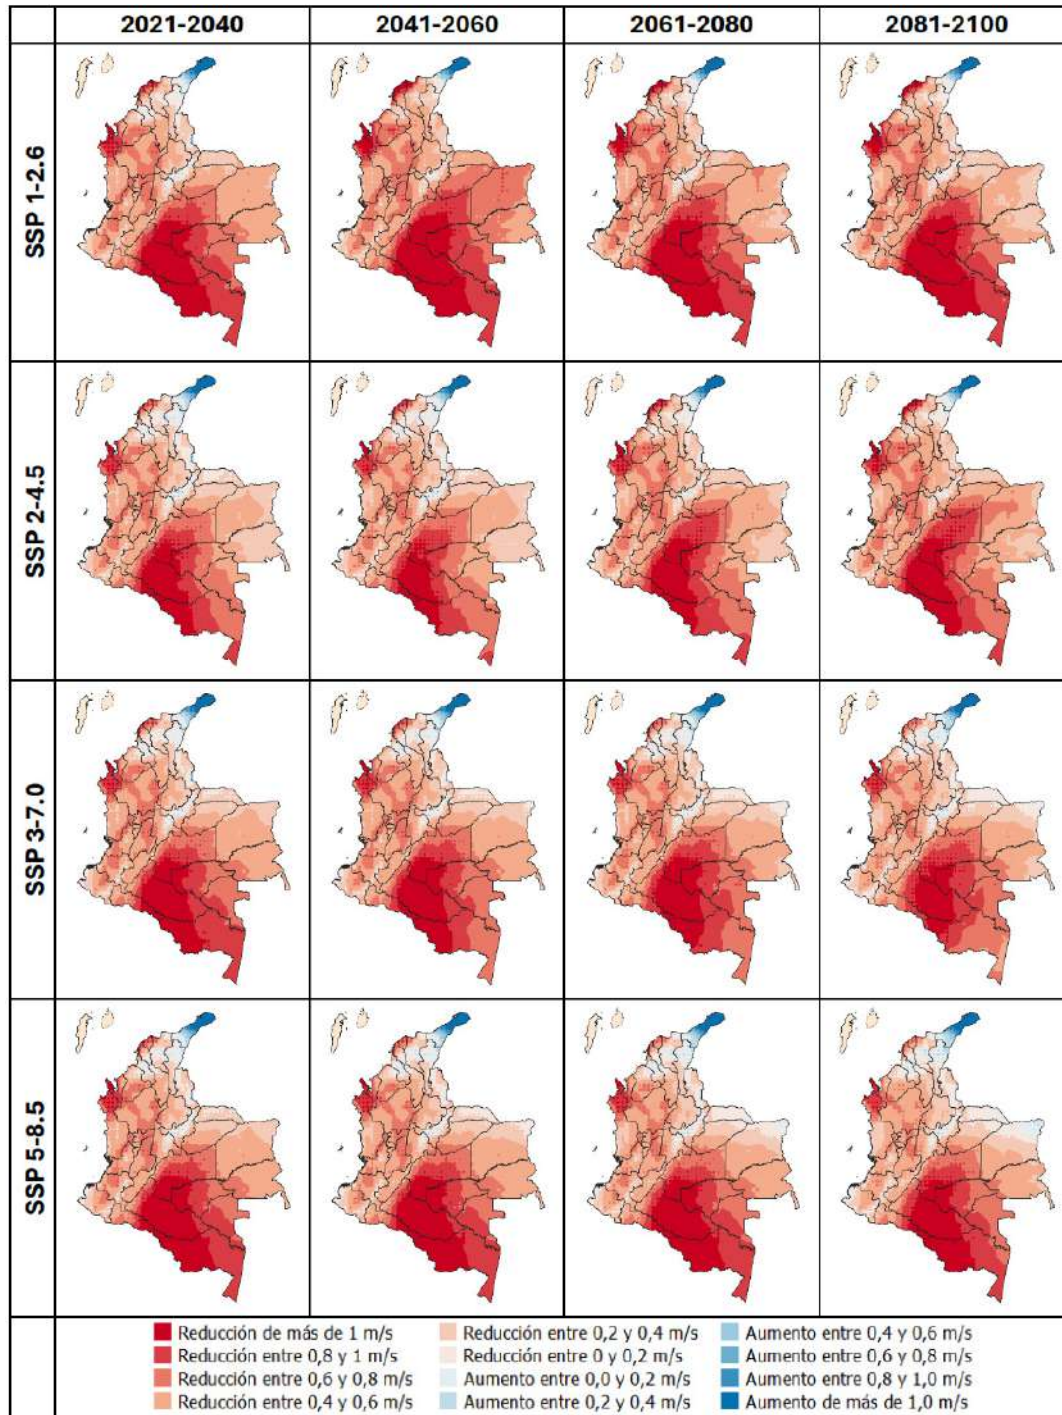 2021-2040 2041-2060 2061-2080 2081-2100
SSP 1-2.6
SSP 2-4.5
SSP 3-7.0
SSP 5-8.5
Reducción de más de 1 m/s Reducción entre 0,2 y 0,4 m/s Aumento entre 0,4 y 0,6 m/s
Reducción entre 0,8 y 1 m/s Reducción entre 0 y 0,2 m/s Aumento entre 0,6 y 0,8 m/s
Reducción entre 0,6 y 0,8 m/s Aumento entre 0,0 y 0,2 m/s Aumento entre 0,8 y 1,0 m/s
Reducción entre 0,4 y 0,6 m/s Aumento entre 0,2 y 0,4 m/s Aumento de más de 1,0 m/s